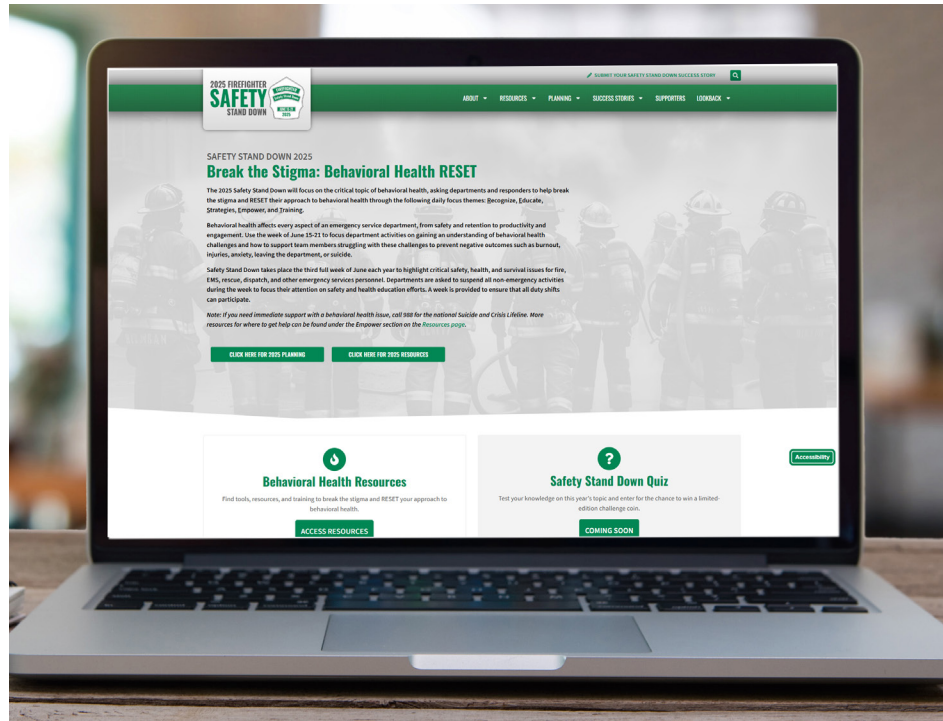 SUBMIT YOUR SAFETY STAND DOWN SUCCESS STORY
2025 FIREFIGHTER
SAFETY
STAND DOWN
ABOUT
RESOURCES
PLANNING
SUCCESS STORIES
SUPPORTERS
LOOKBACK
SAFETY STAND DOWN 2025
Break the Stigma: Behavioral Health RESET
The 2025 Safety Stand Down will focus on the critical topic of behavioral health, asking departments and responders to help break
the stigma and RESET their approach to behavioral health through the following daily focus themes: Recognize, Educate,
Strategies, Empower, and Training.
Behavioral health affects every aspect of an emergency service department, from safety and retention to productivity and
engagement. Use the week of June 15-21 to focus department activities on gaining an understanding of behavioral health
challenges and how to support team members struggling with these challenges to prevent negative outcomes such as burnout,
injuries, anxiety, leaving the department, or suicide.
Safety Stand Down takes place the third full week of June each year to highlight critical safety, health, and survival issues for fire,
EMS, rescue, dispatch, and other emergency services personnel. Departments are asked to suspend all non-emergency activities
during the week to focus their attention on safety and health education efforts. A week is provided to ensure that all duty shifts
can participate.
Note: If you need immediate support with a behavioral health issue, call 988 for the national Suicide and Crisis Lifeline. More
resources for where to get help can be found under the Empower section on the Resources page.
CLICK HERE FOR 2025 PLANNING
CLICK HERE FOR 2025 RESOURCES
Accessibility
Behavioral Health Resources
Find tools, resources, and training to break the stigma and RESET your approach to
behavioral health.
ACCESS RESOURCES
?
Safety Stand Down Quiz
Test your knowledge on this year's topic and enter for the chance to win a limited-
edition challenge coin.
COMING SOON